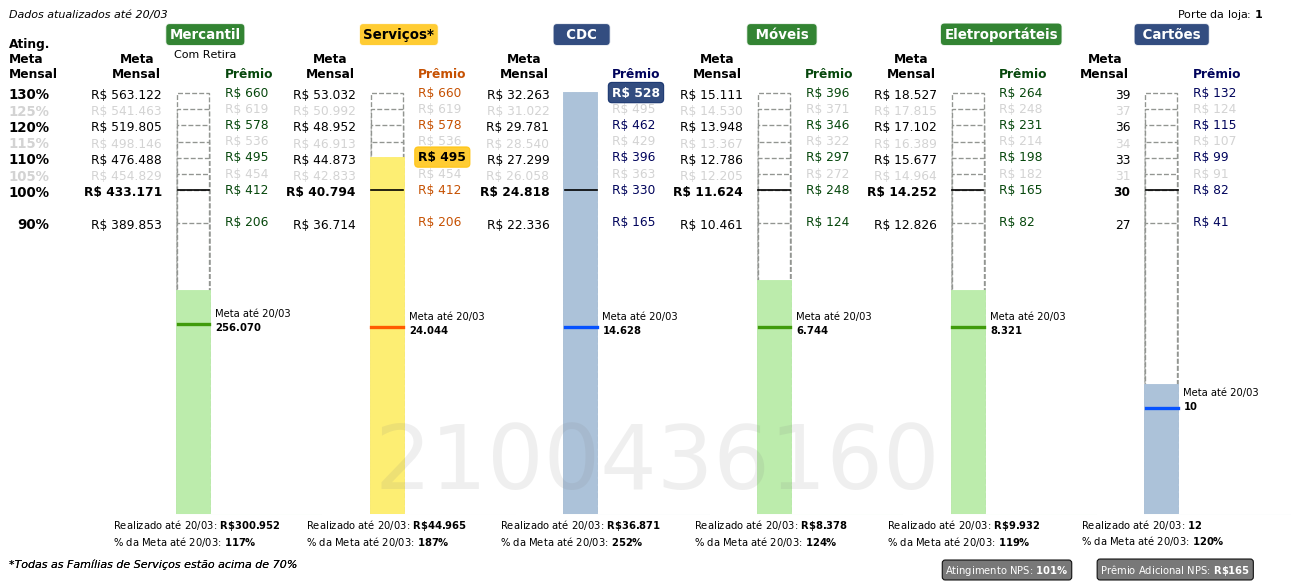 Dados atualizados até 20/03
Porte da loja: 1
Mercantil Serviços* CDC Móveis Eletroportáteis Cartões
Com Retira
Ating. Meta Mensal
Meta Mensal Prêmio Meta Mensal Prêmio Meta Mensal Prêmio Meta Mensal Prêmio Meta Mensal Prêmio Meta Mensal Prêmio
130% R$ 563.122 R$ 660 R$ 53.032 R$ 660 R$ 32.263 R$ 528 R$ 15.111 R$ 396 R$ 18.527 R$ 264 39 R$ 132
125% R$ 541.463 R$ 619 R$ 50.992 R$ 619 R$ 31.022 R$ 495 R$ 14.530 R$ 371 R$ 17.815 R$ 248 37 R$ 124
120% R$ 519.805 R$ 578 R$ 48.952 R$ 578 R$ 29.781 R$ 462 R$ 13.948 R$ 346 R$ 17.102 R$ 231 36 R$ 115
115% R$ 498.146 R$ 536 R$ 46.913 R$ 536 R$ 28.540 R$ 429 R$ 13.367 R$ 322 R$ 16.389 R$ 214 34 R$ 107
110% R$ 476.488 R$ 495 R$ 44.873 R$ 495 R$ 27.299 R$ 396 R$ 12.786 R$ 297 R$ 15.677 R$ 198 33 R$ 99
105% R$ 454.829 R$ 454 R$ 42.833 R$ 454 R$ 26.058 R$ 363 R$ 12.205 R$ 272 R$ 14.964 R$ 182 31 R$ 91
100% R$ 433.171 R$ 412 R$ 40.794 R$ 412 R$ 24.818 R$ 330 R$ 11.624 R$ 248 R$ 14.252 R$ 165 30 R$ 82
90% R$ 389.853 R$ 206 R$ 36.714 R$ 206 R$ 22.336 R$ 165 R$ 10.461 R$ 124 R$ 12.826 R$ 82 27 R$ 41
Meta até 20/03 Meta até 20/03 Meta até 20/03 Meta até 20/03 Meta até 20/03
256.070 24.044 14.628 6.744 8.321
Meta até 20/03
10
2100436160
Realizado até 20/03: R$300.952 Realizado até 20/03: R$44.965 Realizado até 20/03: R$36.871 Realizado até 20/03: R$8.378 Realizado até 20/03: R$9.932 Realizado até 20/03: 12
% da Meta até 20/03: 117% % da Meta até 20/03: 187% % da Meta até 20/03: 252% % da Meta até 20/03: 124% % da Meta até 20/03: 119% % da Meta até 20/03: 120%
*Todas as Famílias de Serviços estão acima de 70%
Atingimento NPS: 101% Prêmio Adicional NPS: R$165